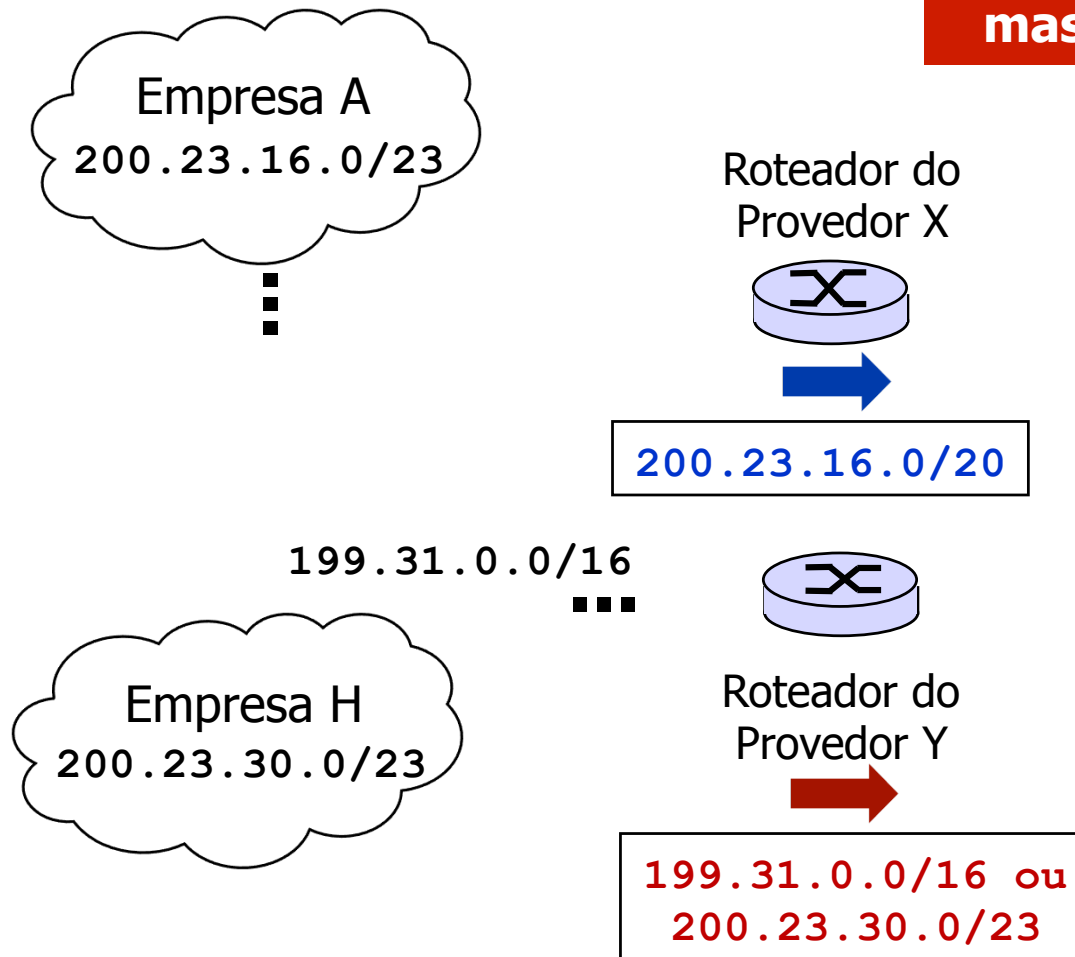 mas
Empresa A
200.23.16.0/23
Roteador do
Provedor X
200.23.16.0/20
199.31.0.0/16
Empresa H
200.23.30.0/23
Roteador do
Provedor Y
199.31.0.0/16 ou
200.23.30.0/23